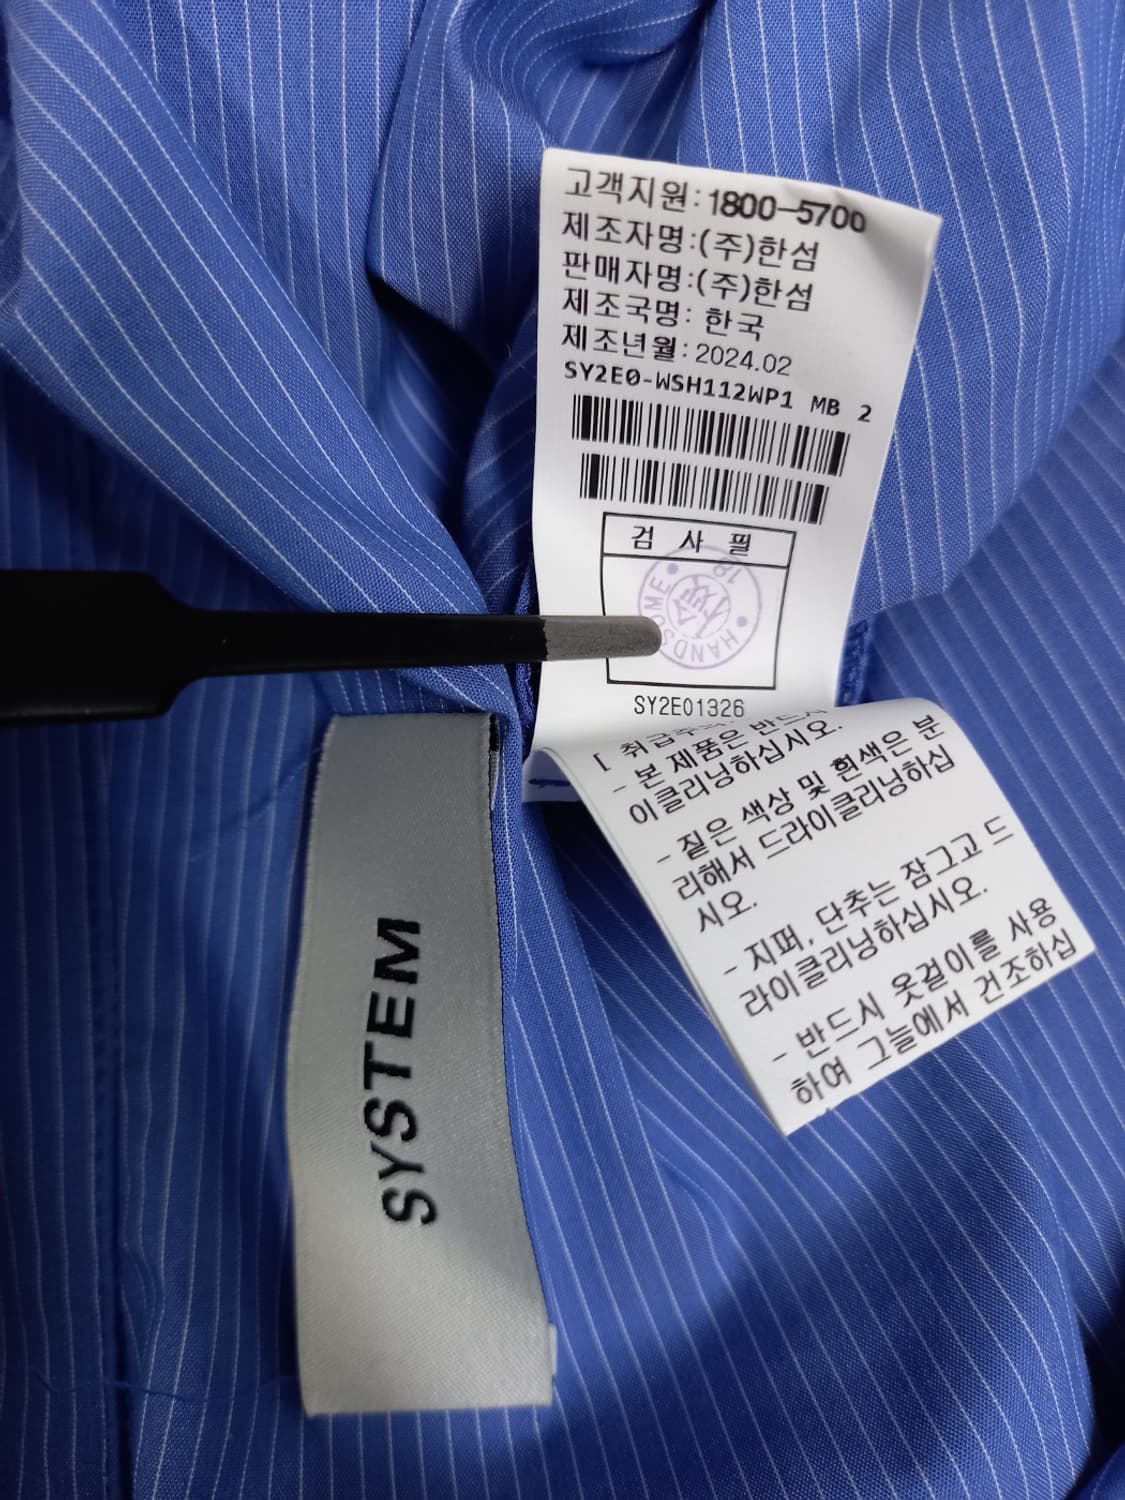 고객지원:1800-5700
제조자명:(주)한섬
판매자명:(주)한섬
제조국명: 한국
제조년월:2024.02
SY2E0-WSH112WP1 MB 2
검 사 필
HANDSOME
SY2E01326
[ 취급주의
- 본 제품은 반드시
이클리닝하십시오.
- 짙은 색상 및 흰색은 분
리해서 드라이클리닝하십
시오.
- 지퍼, 단추는 잠그고 드
라이클리닝하십시오.
- 반드시 옷걸이를 사용
하여 그늘에서 건조하십
SYSTEM